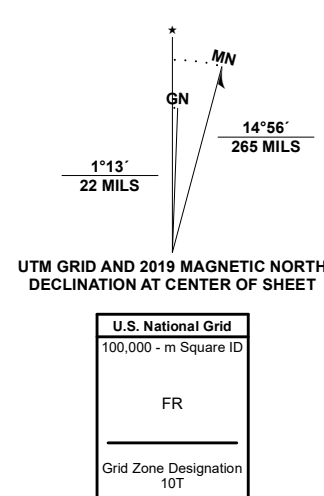 ★
MN
GN
14°56´
265 MILS
1°13´
22 MILS
UTM GRID AND 2019 MAGNETIC NORTH
DECLINATION AT CENTER OF SHEET
U.S. National Grid
100,000 - m Square ID
FR
Grid Zone Designation
10T